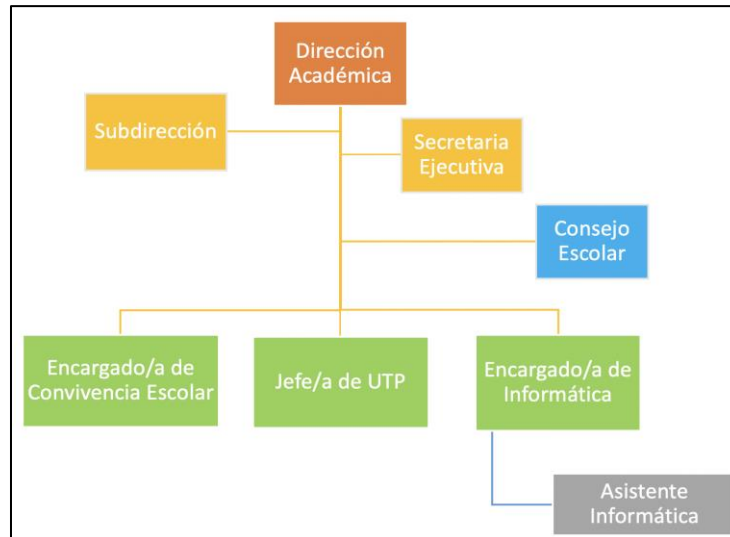 Dirección
Académica
Subdirección
Secretaria
Ejecutiva
Consejo
Escolar
Encargado/a de
Convivencia Escolar
Jefe/a de UTP
Encargado/a de
Informática
Asistente
Informática